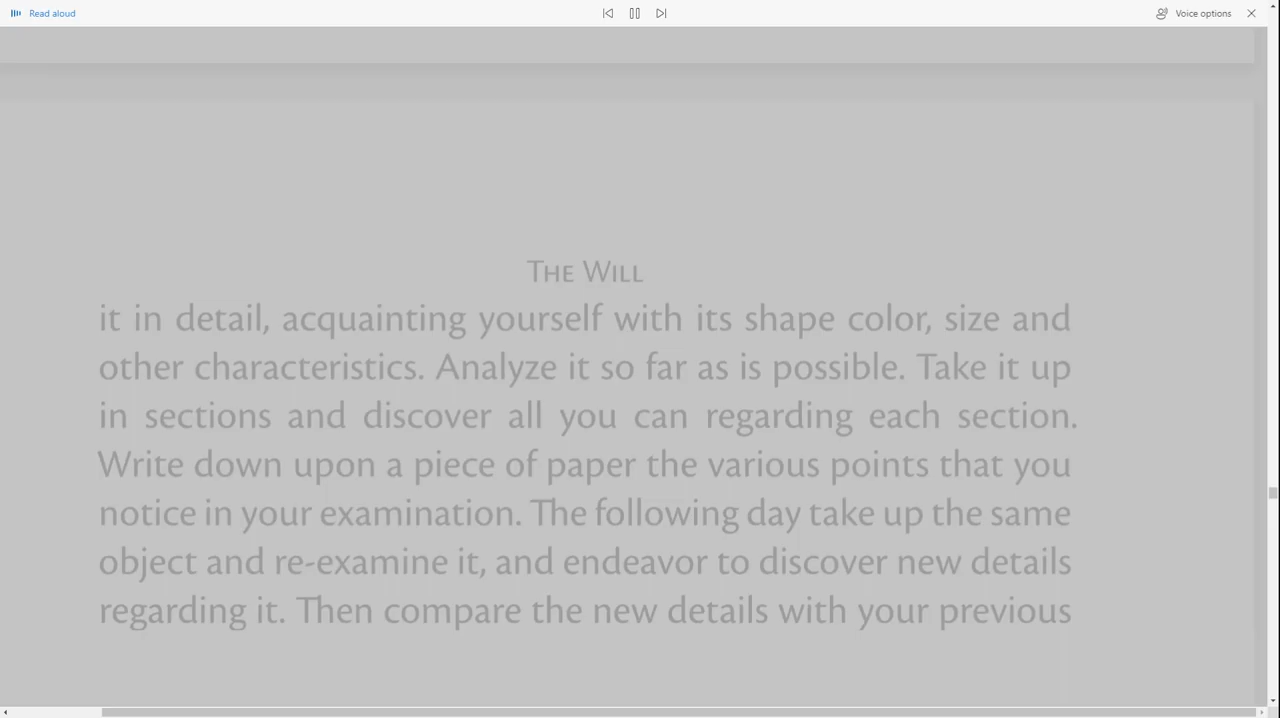 Read aloud
Voice options
The Will
it in detail, acquainting yourself with its shape color, size and
other characteristics. Analyze it so far as is possible. Take it up
in sections and discover all you can regarding each section.
Write down upon a piece of paper the various points that you
notice in your examination. The following day take up the same
object and re-examine it, and endeavor to discover new details
regarding it. Then compare the new details with your previous